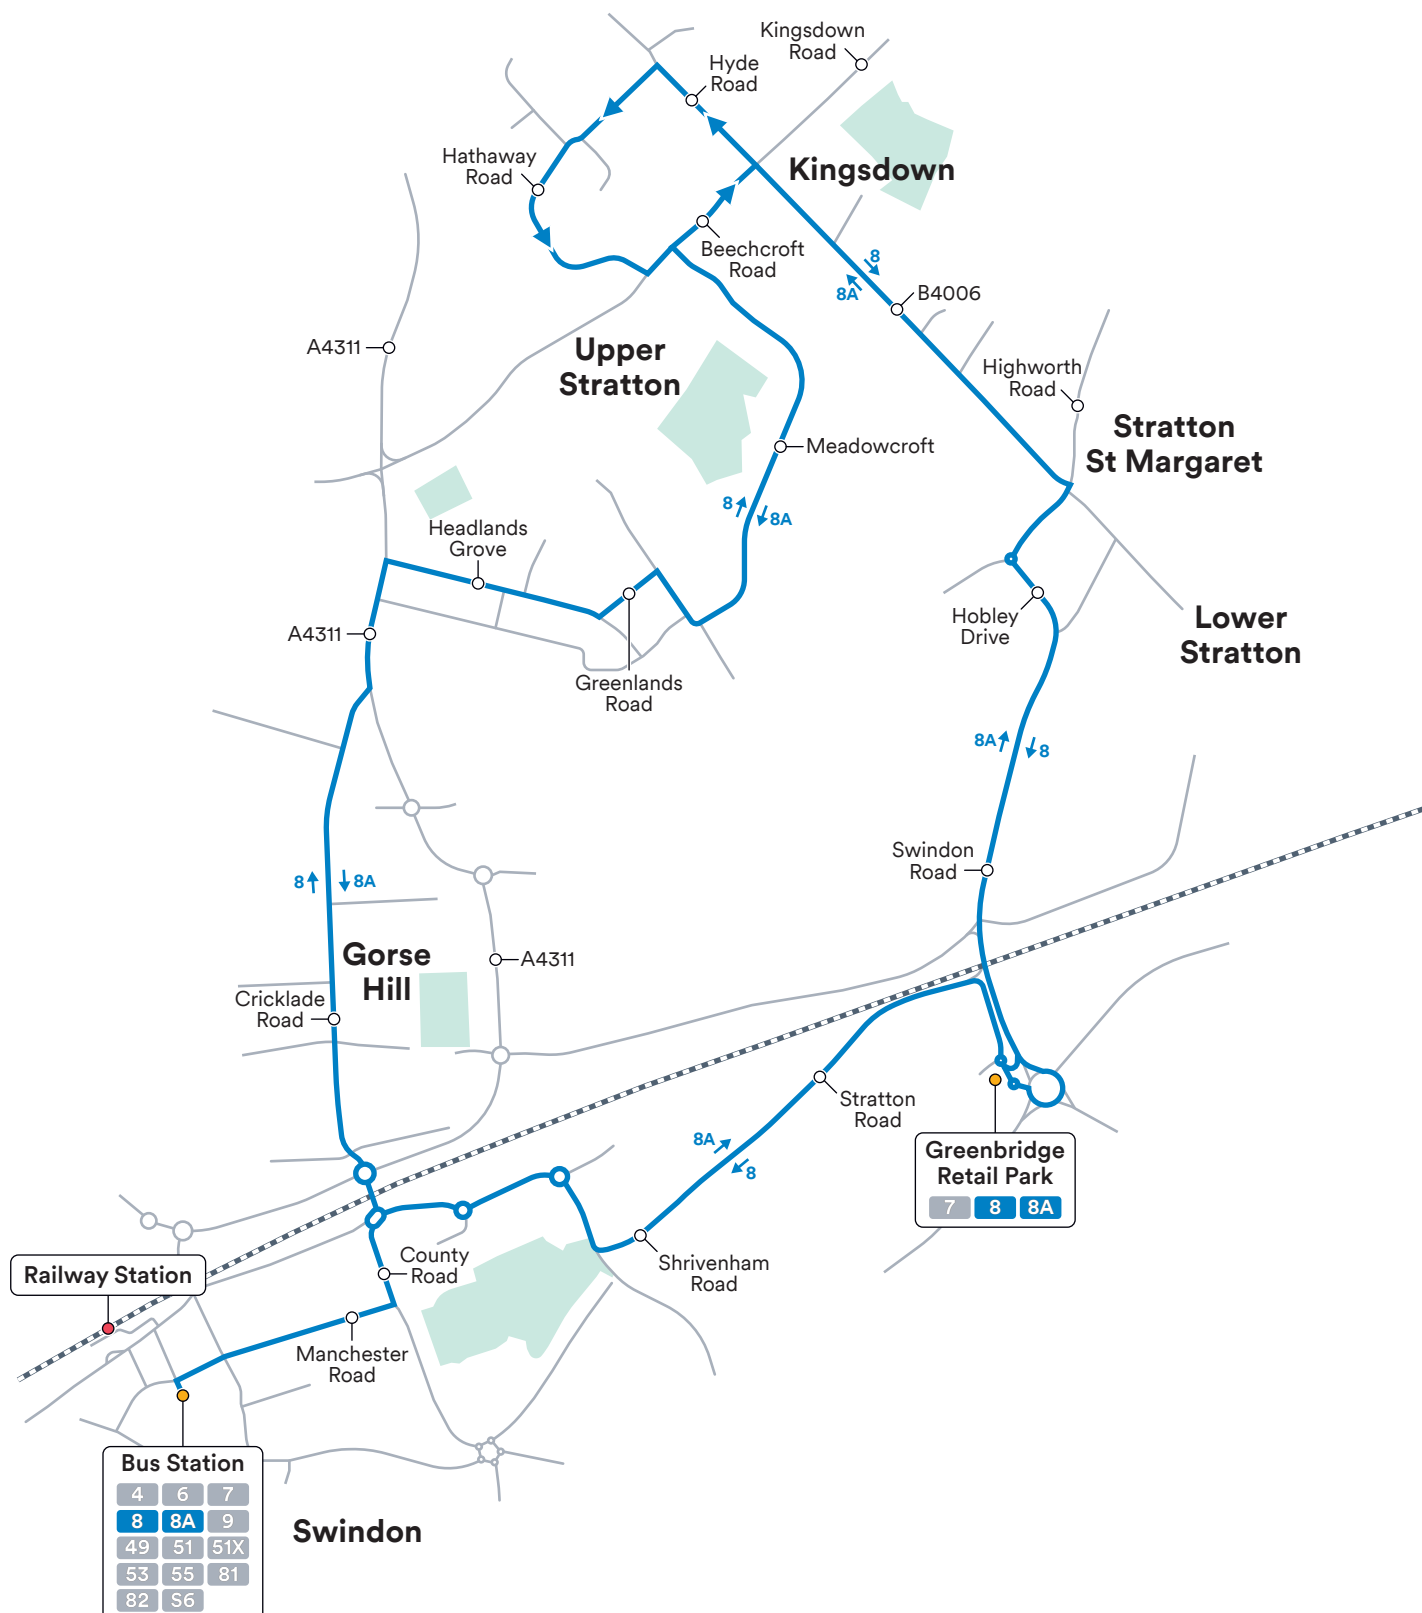 Kingsdown
Road
Hyde
Road
Hathaway
Road
Kingsdown
Beechcroft
Road
8
8A
B4006
A4311
Upper
Stratton
Highworth
Road
Stratton
St Margaret
Meadowcroft
8
8A
Headlands
Grove
Hobley
Drive
Lower
Stratton
A4311
Greenlands
Road
8A
8
Swindon
Road
8
8A
Gorse
Hill
A4311
Cricklade
Road
Stratton
Road
8A
8
Greenbridge
Retail Park
7 8 8A
County
Road
Shrivenham
Road
Railway Station
Manchester
Road
Bus Station
4 6 7
8 8A 9
49 51 51X
53 55 81
82 S6
Swindon